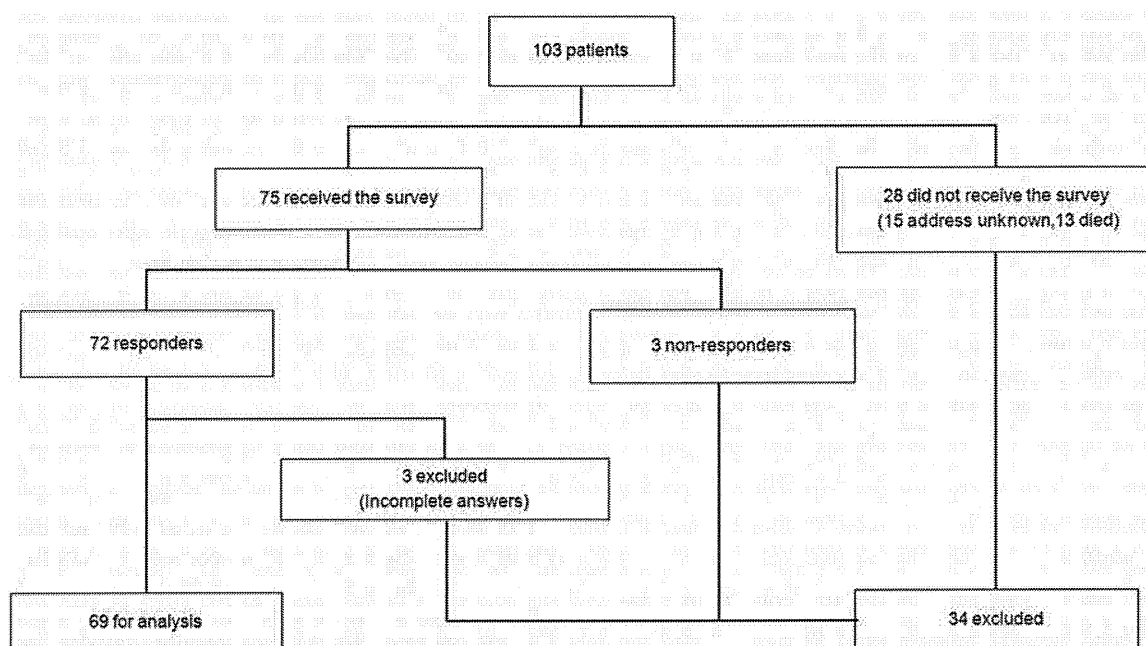 103 patients
75 received the survey
28 did not receive the survey
(15 address unknown,13 died)
72 responders
3 non-responders
3 excluded
(Incomplete answers)
69 for analysis
34 excluded